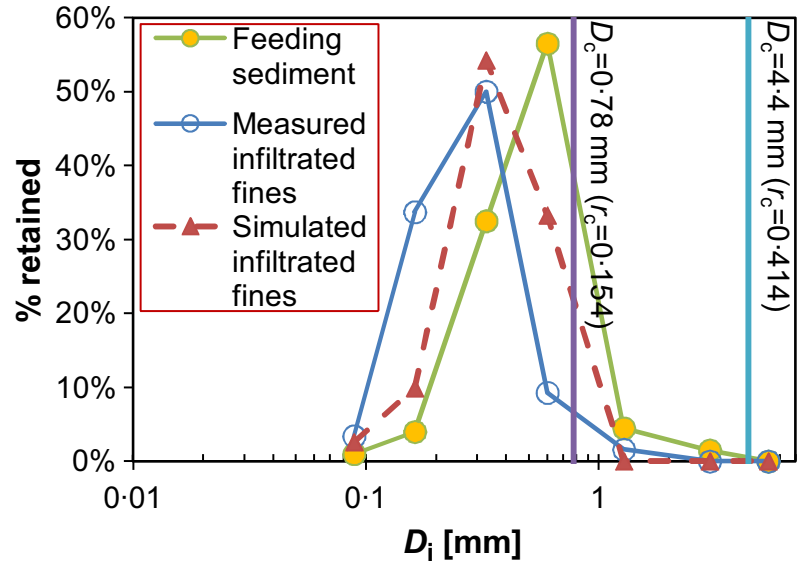 60%
50%
40%
30%
20%
10%
0%
% retained
Feeding
sediment
Measured
infiltrated
fines
Simulated
infiltrated
fines
Dc=0·78 mm (rc=0·154)
Dc=4·4 mm (rc=0·414)
0·01
0·1
1
Di [mm]